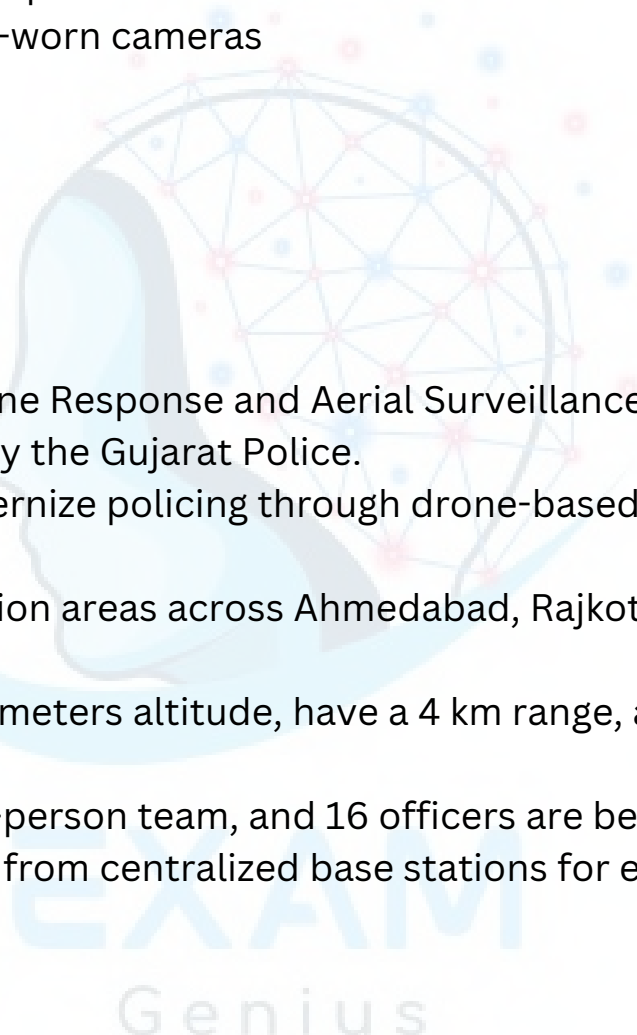 -worn cameras
ne Response and Aerial Surveillance
y the Gujarat Police.
ernize policing through drone-based
ion areas across Ahmedabad, Rajkot
meters altitude, have a 4 km range, a
-person team, and 16 officers are be
from centralized base stations for e
EXAM
Genius